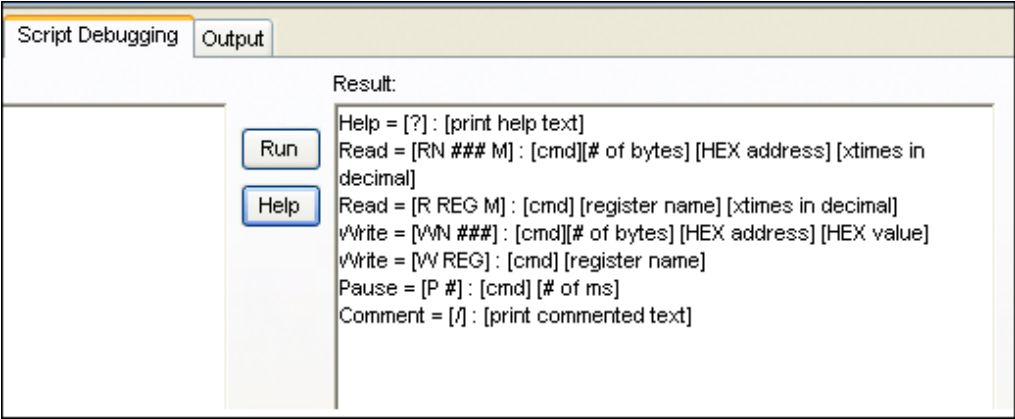 Script Debugging
Output
Result:
Run
Help
Help = [?] : [print help text]
Read = [RN ### M] : [cmd][# of bytes] [HEX address] [xtimes in
decimal]
Read = [R REG M] : [cmd] [register name] [xtimes in decimal]
Write = [WN ###] : [cmd][# of bytes] [HEX address] [HEX value]
Write = [W REG] : [cmd] [register name]
Pause = [P #] : [cmd] [# of ms]
Comment = [/] : [print commented text]